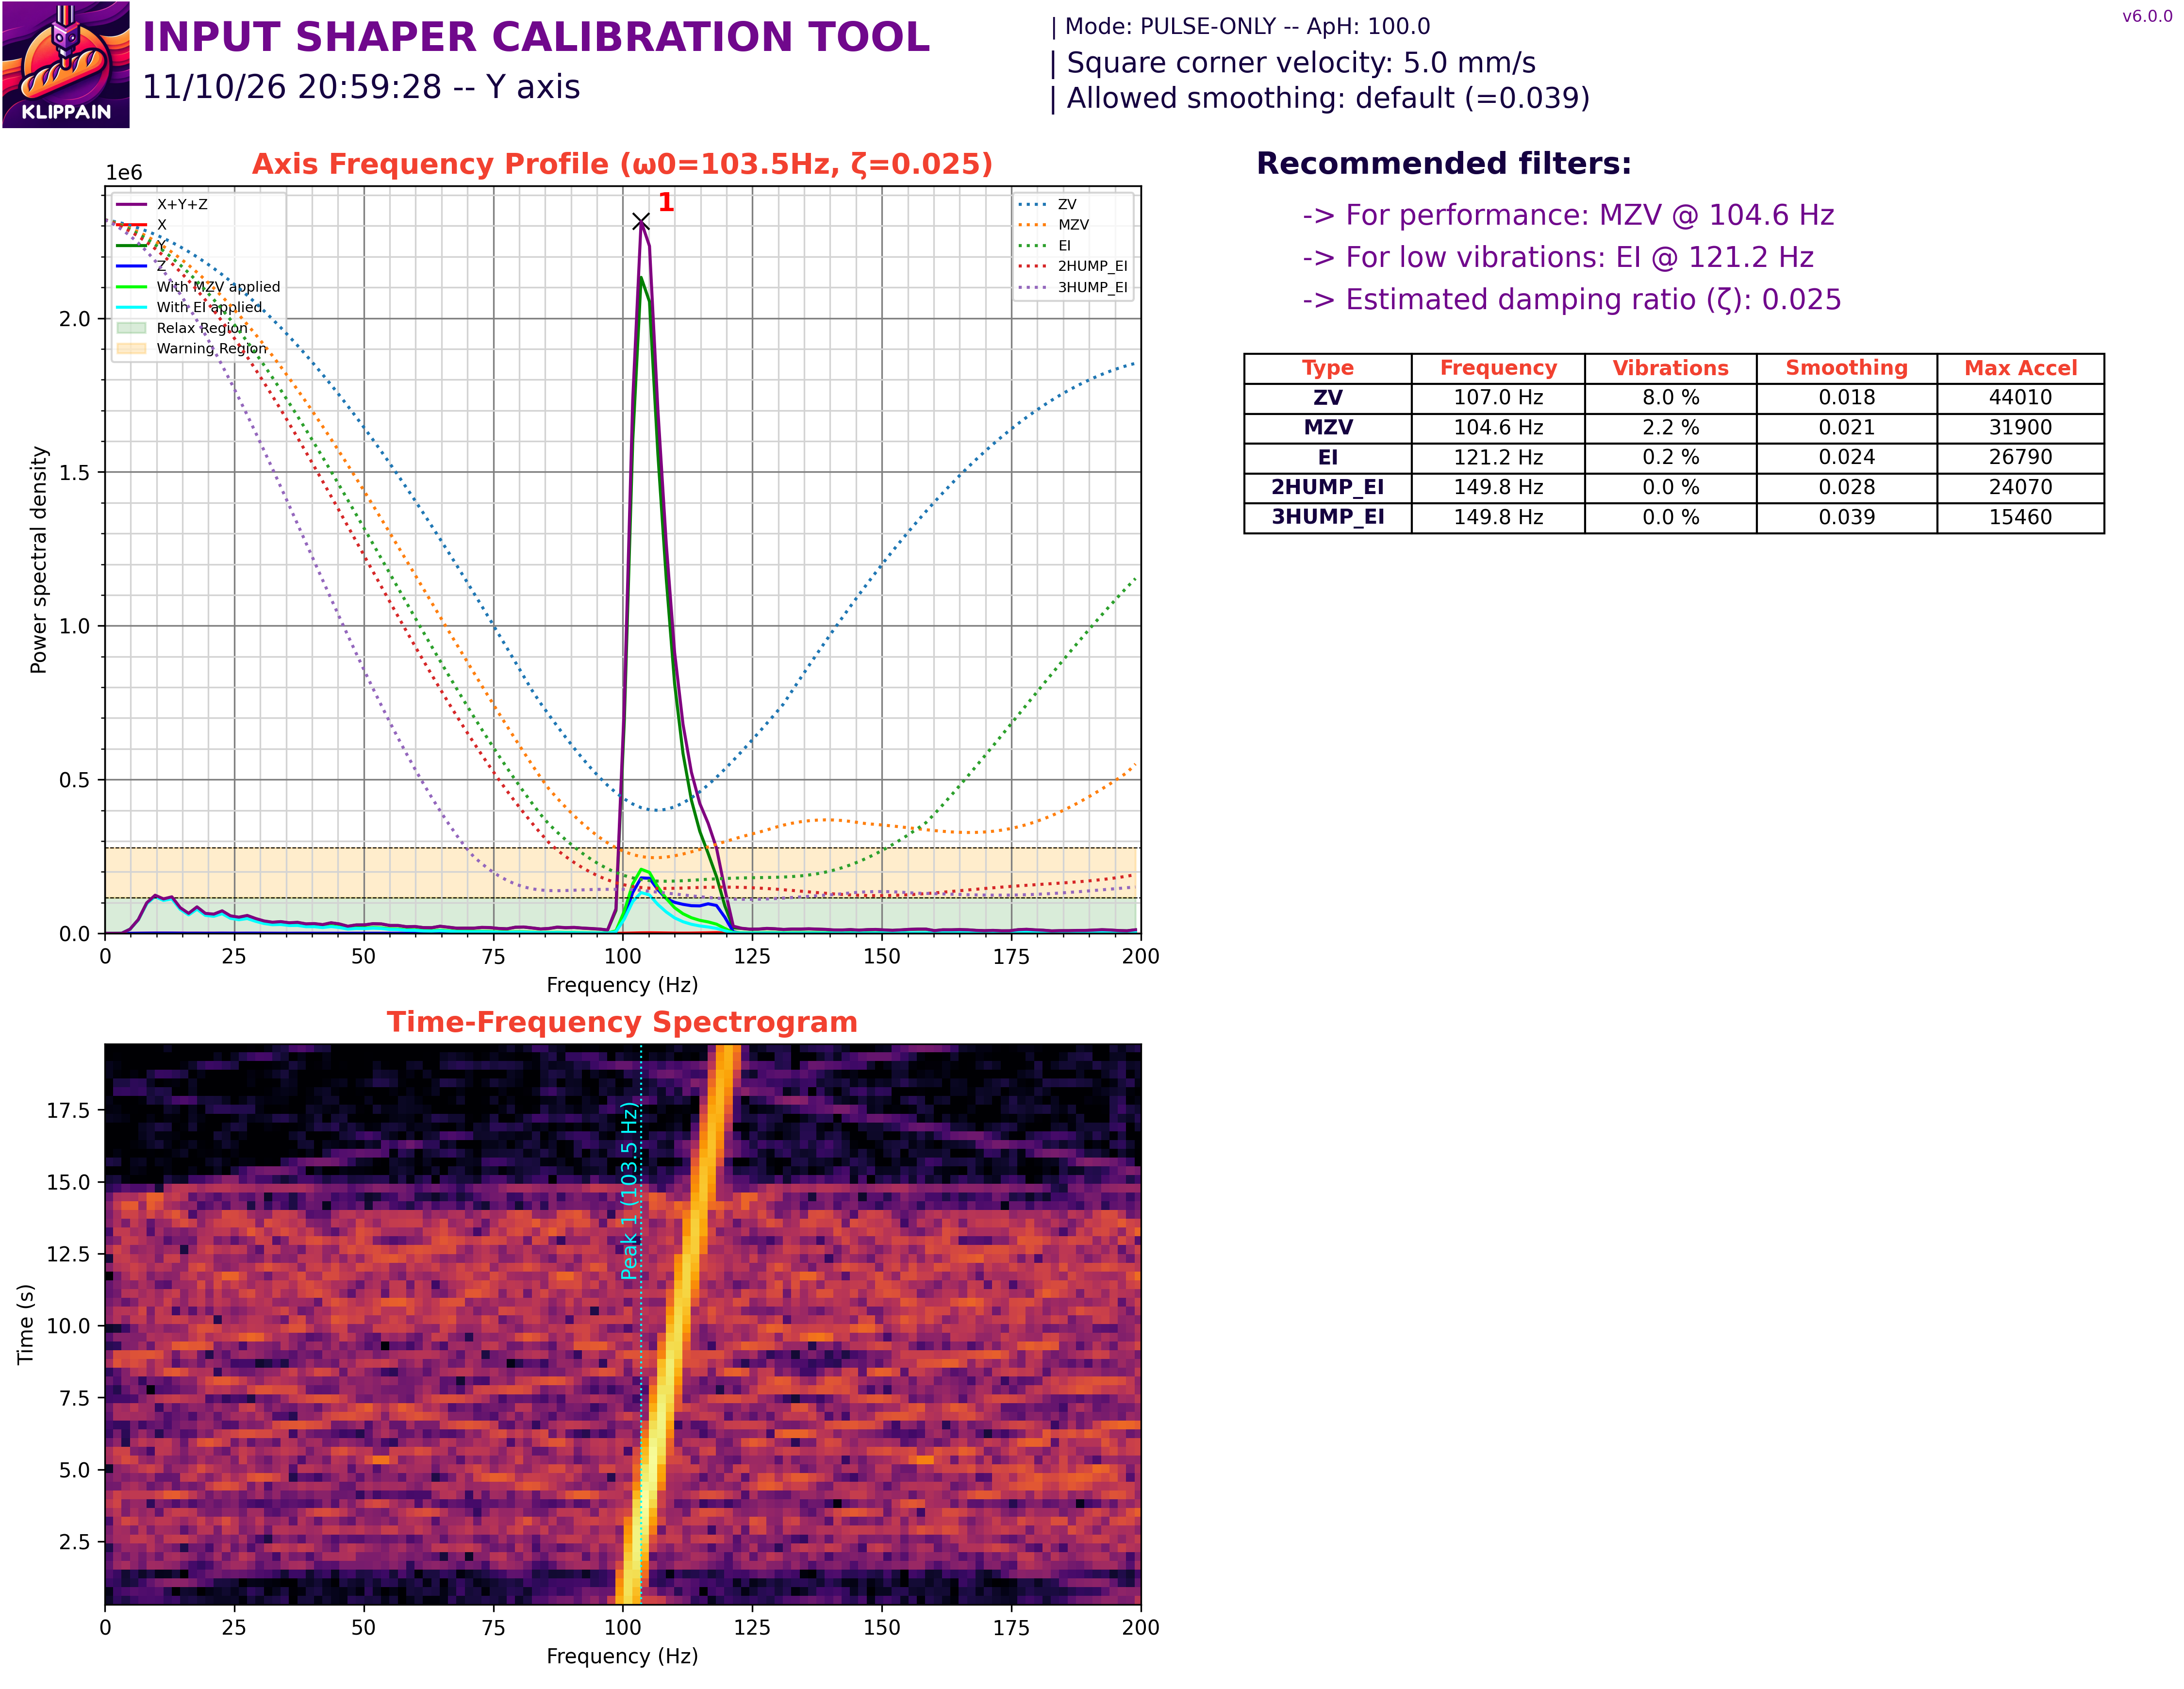 KLIPPAIN
INPUT SHAPER CALIBRATION TOOL
11/10/26 20:59:28 -- Y axis
| Mode: PULSE-ONLY -- ApH: 100.0
| Square corner velocity: 5.0 mm/s
| Allowed smoothing: default (=0.039)
v6.0.0
Axis Frequency Profile (ω0=103.5Hz, ζ=0.025)
1e6
X+Y+Z
X
Y
Z
With MZV applied
With EI applied
Relax Region
Warning Region
1
ZV
MZV
EI
2HUMP_EI
3HUMP_EI
Power spectral density
2.0
1.5
1.0
0.5
0.0
0 25 50 75 100 125 150 175 200
Frequency (Hz)
Recommended filters:
-> For performance: MZV @ 104.6 Hz
-> For low vibrations: EI @ 121.2 Hz
-> Estimated damping ratio (ζ): 0.025
Type Frequency Vibrations Smoothing Max Accel
ZV 107.0 Hz 8.0 % 0.018 44010
MZV 104.6 Hz 2.2 % 0.021 31900
EI 121.2 Hz 0.2 % 0.024 26790
2HUMP_EI 149.8 Hz 0.0 % 0.028 24070
3HUMP_EI 149.8 Hz 0.0 % 0.039 15460
Time-Frequency Spectrogram
Time (s)
17.5
15.0
12.5
10.0
7.5
5.0
2.5
Peak 1 (103.5 Hz)
0 25 50 75 100 125 150 175 200
Frequency (Hz)